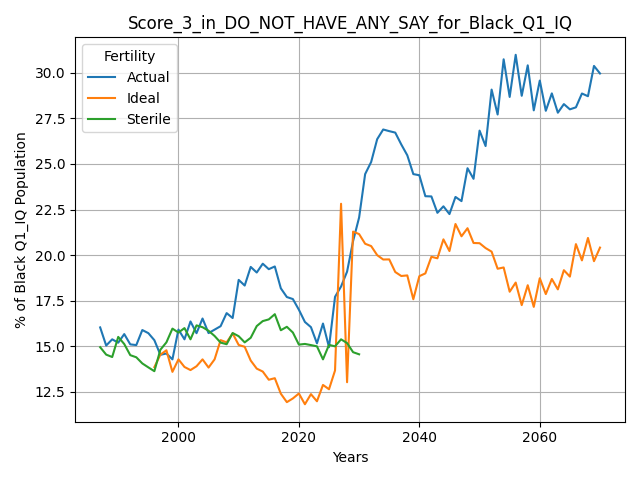 Score_3_in_DO_NOT_HAVE_ANY_SAY_for_Black_Q1_IQ
Fertility
Actual
Ideal
Sterile
% of Black Q1_IQ Population
30.0
27.5
25.0
22.5
20.0
17.5
15.0
12.5
2000
2020
2040
2060
Years